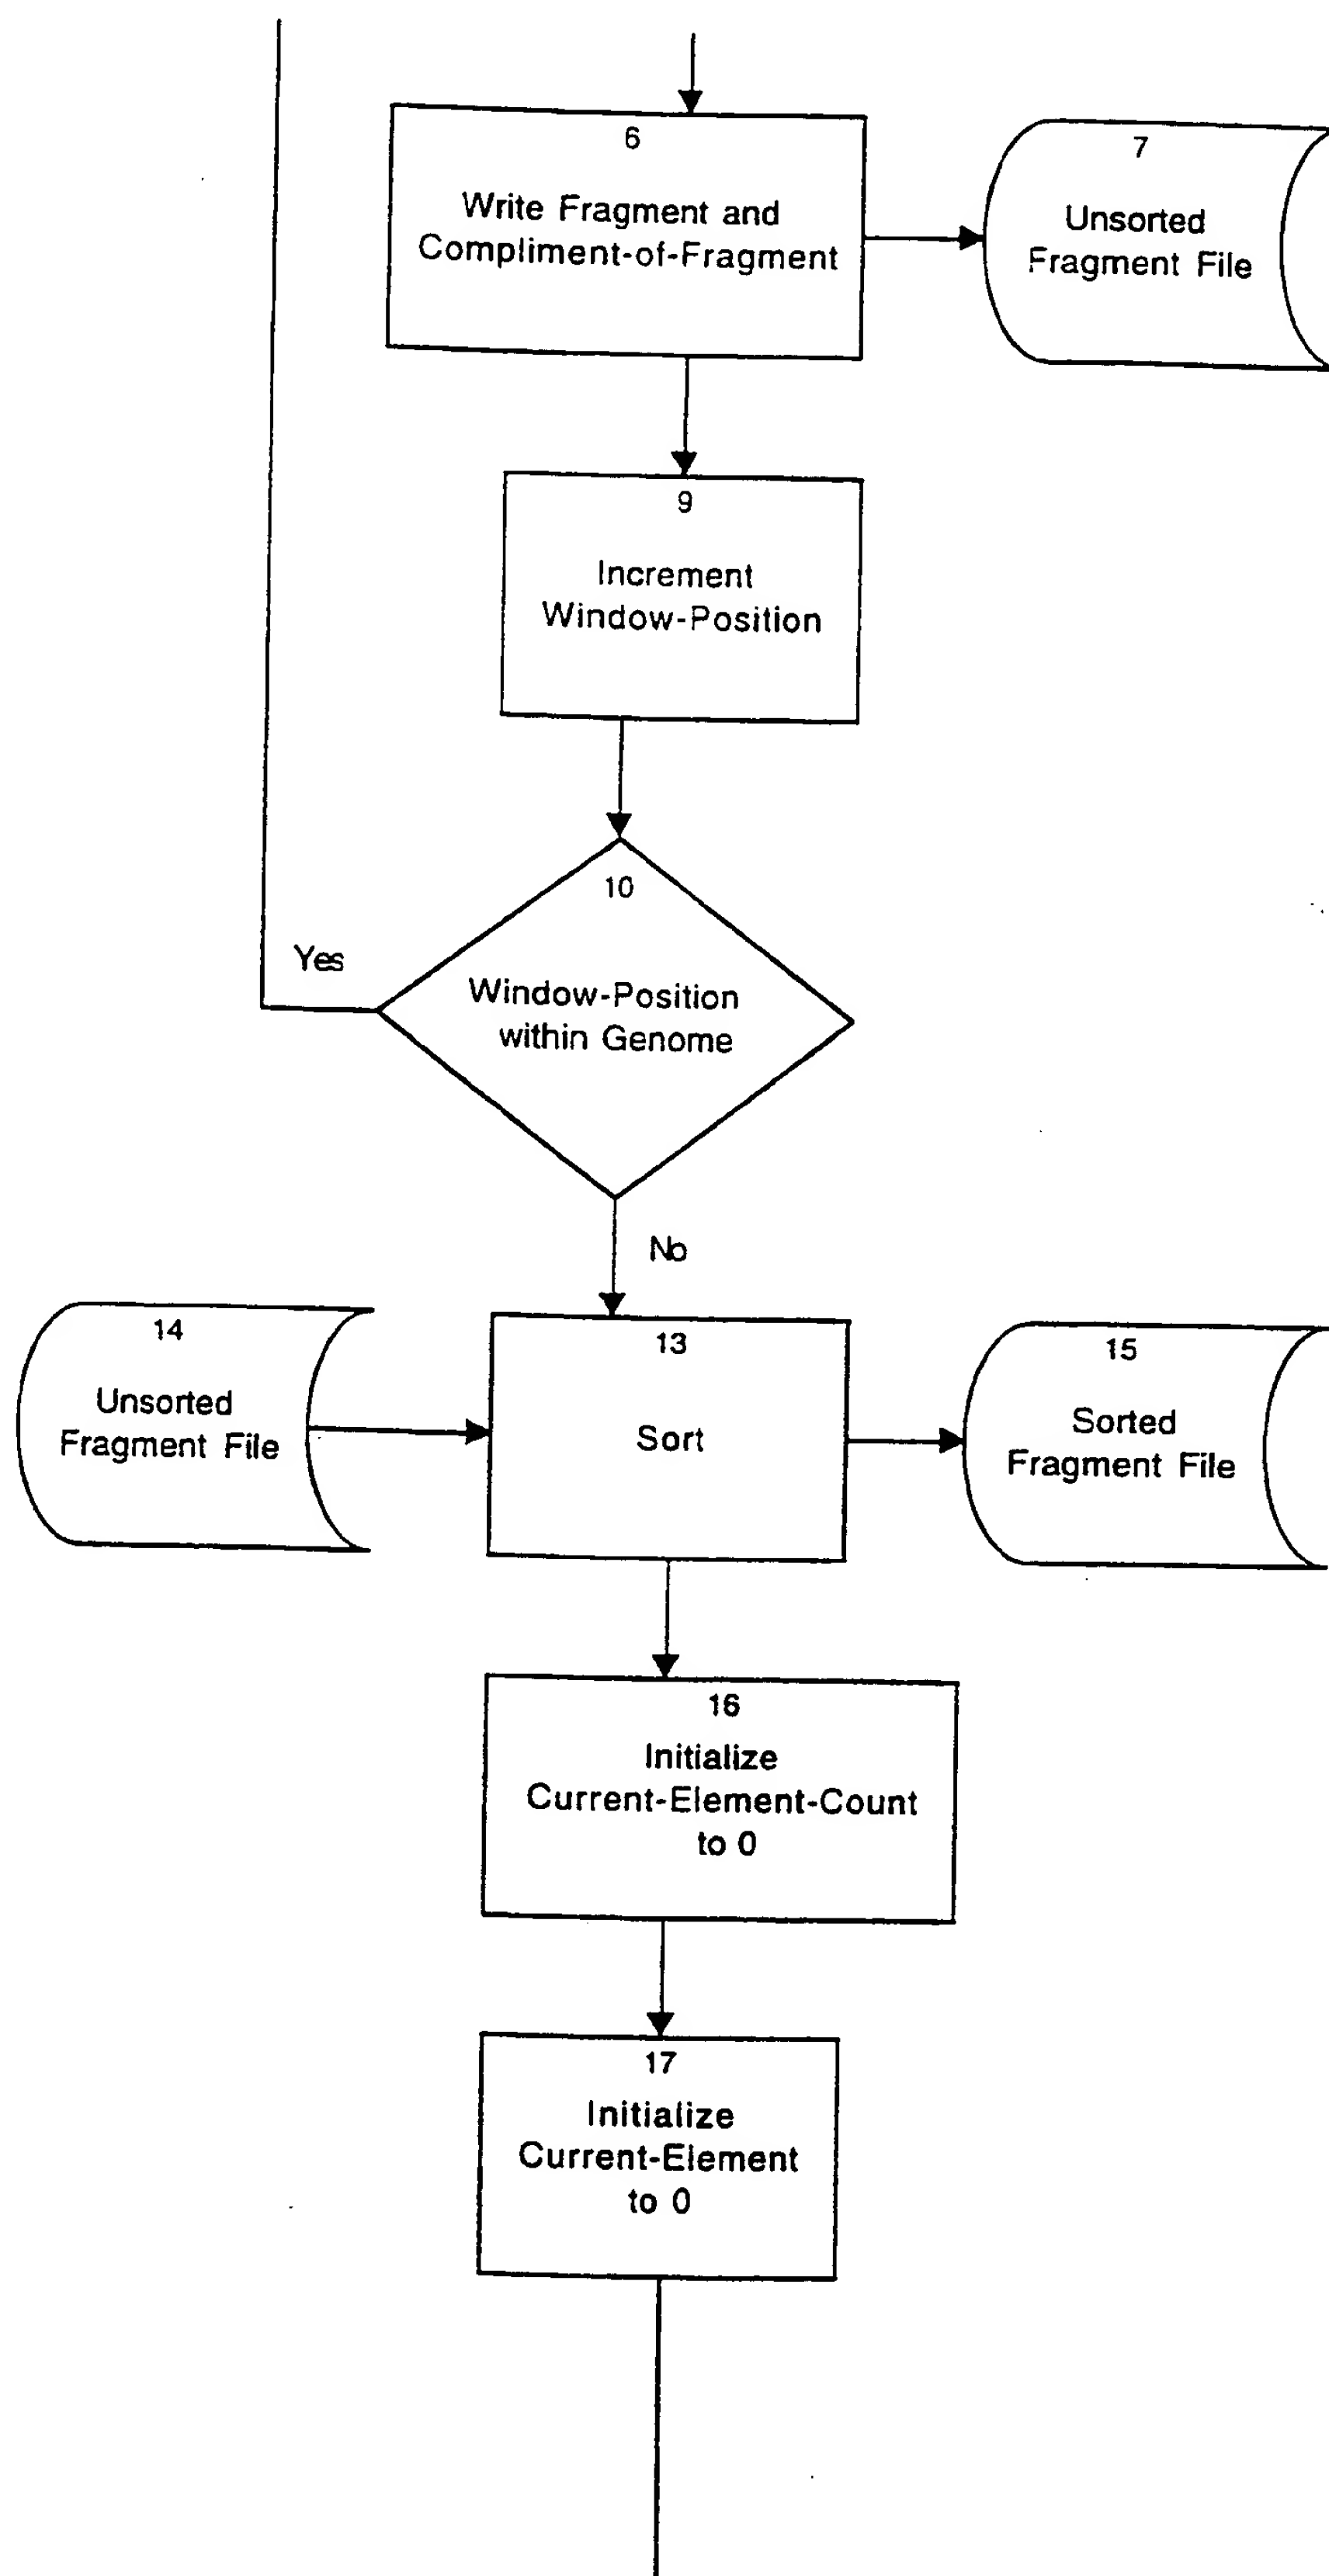 6
Write Fragment and
Compliment-of-Fragment
7
Unsorted
Fragment File
9
Increment
Window-Position
10
Window-Position
within Genome
Yes
No
14
Unsorted
Fragment File
13
Sort
15
Sorted
Fragment File
16
Initialize
Current-Element-Count
to 0
17
Initialize
Current-Element
to 0